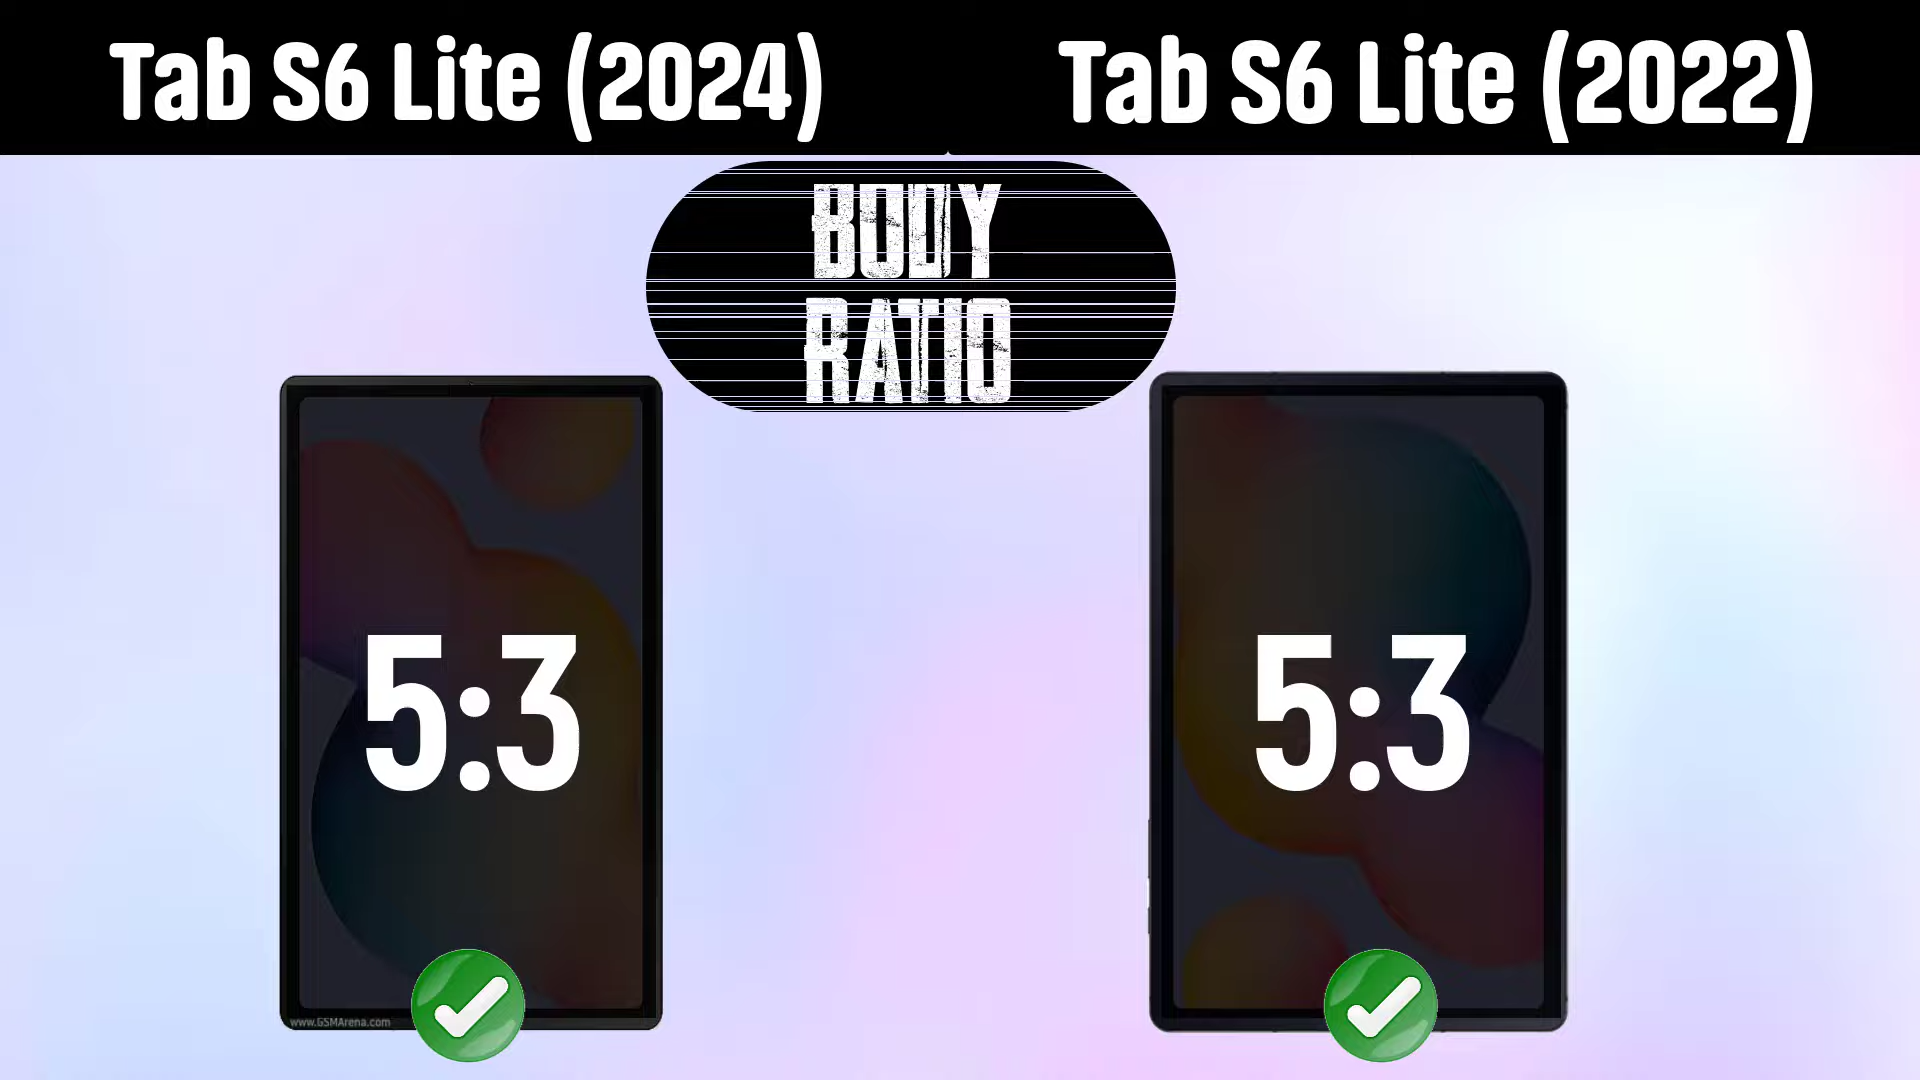 Tab S6 Lite (2024)
Tab S6 Lite (2022)
BODY
RATIO
5:3
5:3
www.GSMArena.com